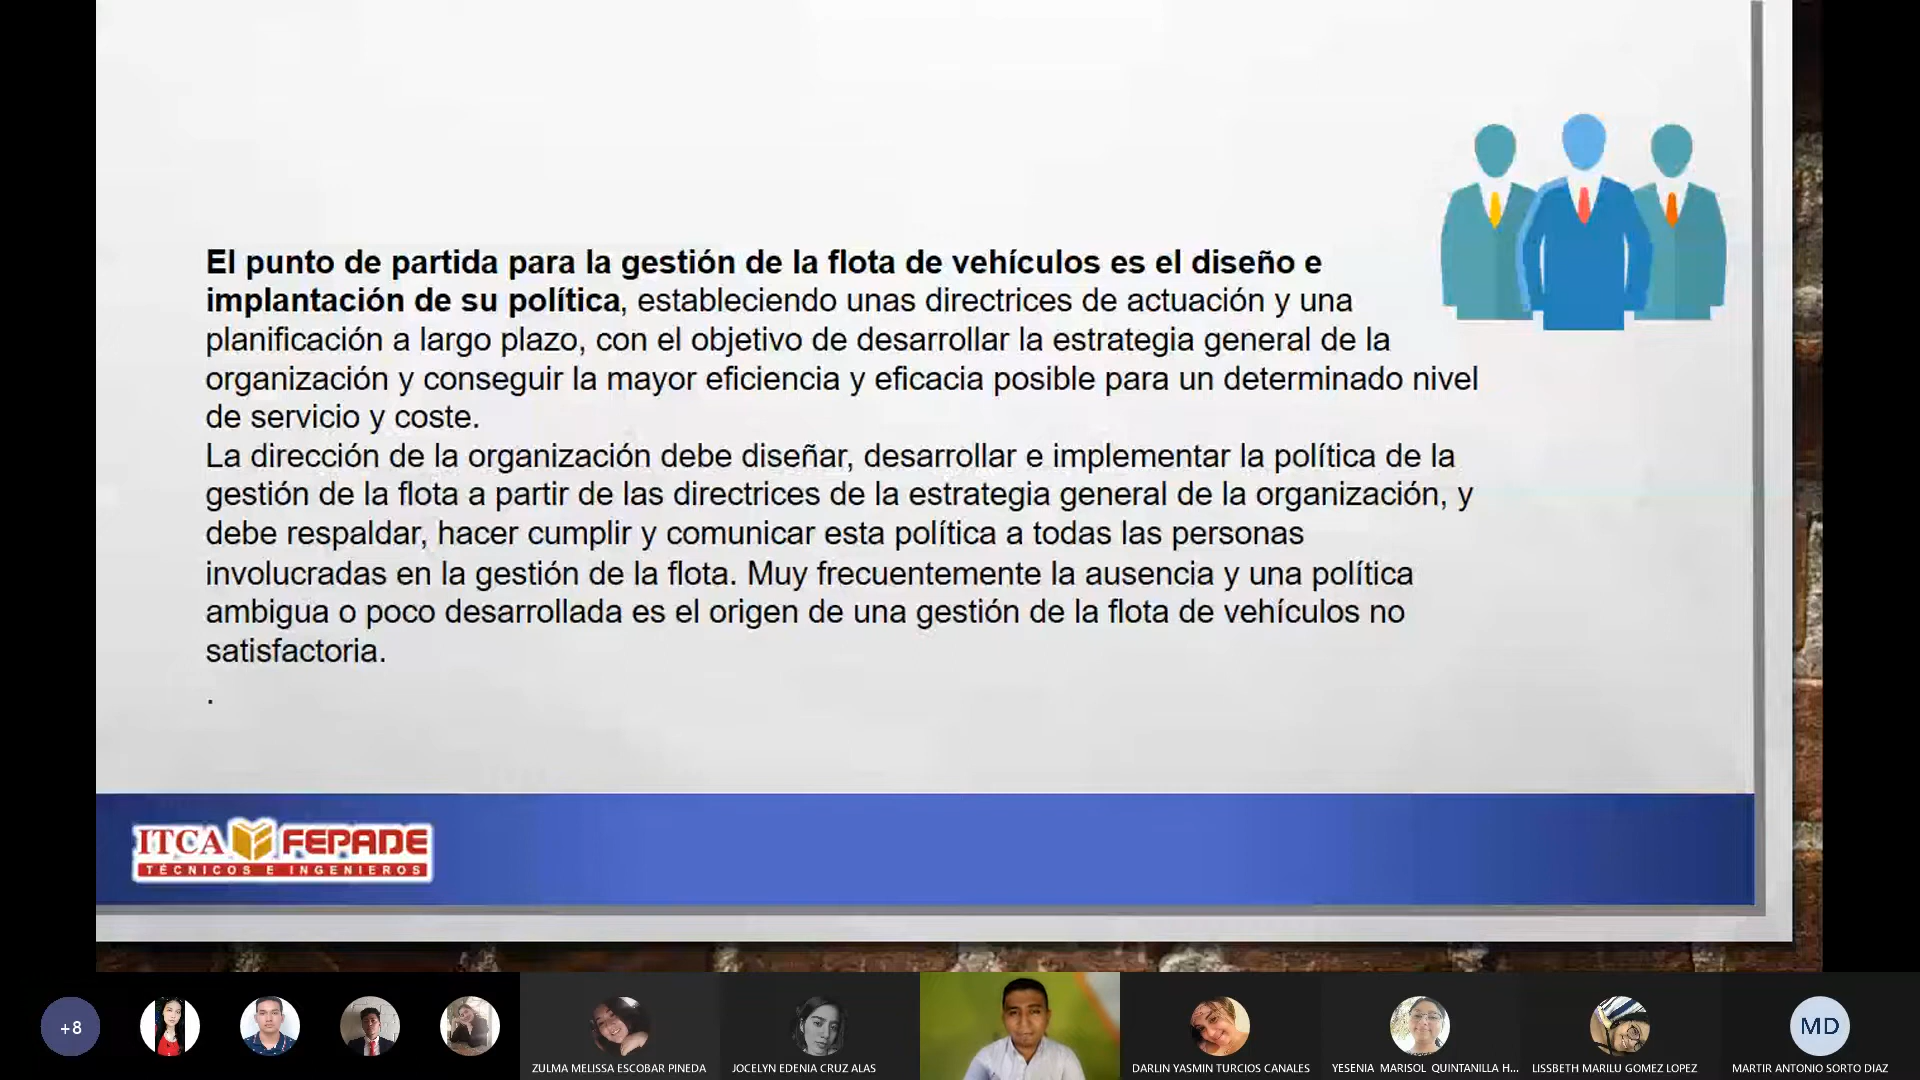 El punto de partida para la gestión de la flota de vehículos es el diseño e
implantación de su política, estableciendo unas directrices de actuación y una
planificación a largo plazo, con el objetivo de desarrollar la estrategia general de la
organización y conseguir la mayor eficiencia y eficacia posible para un determinado nivel
de servicio y coste.
La dirección de la organización debe diseñar, desarrollar e implementar la política de la
gestión de la flota a partir de las directrices de la estrategia general de la organización, y
debe respaldar, hacer cumplir y comunicar esta política a todas las personas
involucradas en la gestión de la flota. Muy frecuentemente la ausencia y una política
ambigua o poco desarrollada es el origen de una gestión de la flota de vehículos no
satisfactoria.
.
ITCA FEPADE
TÉCNICOS E INGENIEROS
+8
ZULMA MELISSA ESCOBAR PINEDA
JOCELYN EDENIA CRUZ ALAS
DARLIN YASMIN TURCIOS CANALES
YESENIA MARISOL QUINTANILLA H...
LISSBETH MARILU GOMEZ LOPEZ
MD
MARTIR ANTONIO SORTO DIAZ